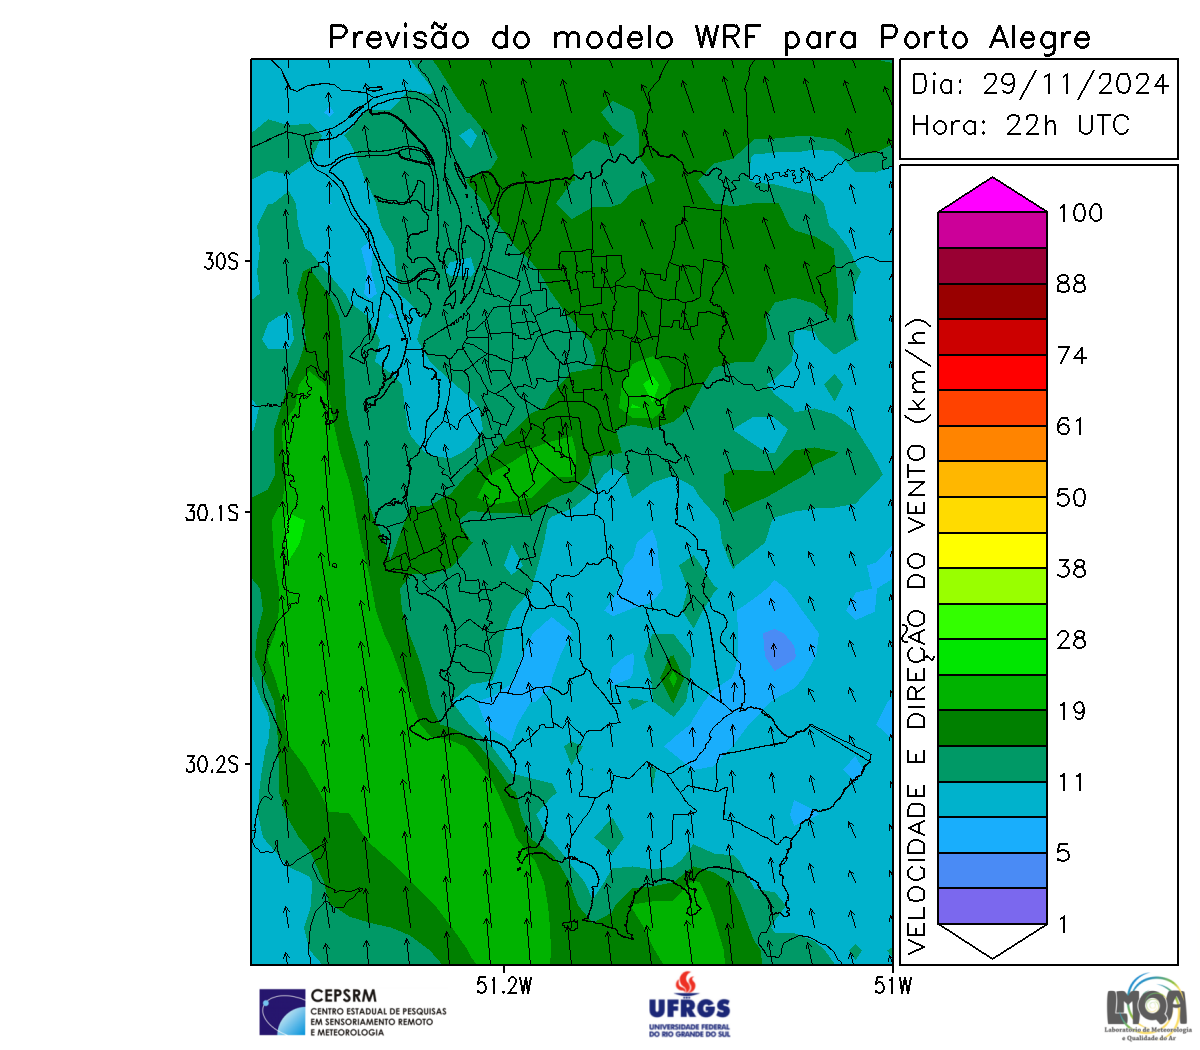 Previsão do modelo WRF para Porto Alegre
Dia: 29/11/2024
Hora: 22h UTC
30S
30.1S
30.2S
51.2W
51W
VELOCIDADE E DIREÇÃO DO VENTO (km/h)
100
88
74
61
50
38
28
19
11
5
1
CEPSRM
CENTRO ESTADUAL DE PESQUISAS
EM SENSORIAMENTO REMOTO
E METEOROLOGIA
UFRGS
UNIVERSIDADE FEDERAL
DO RIO GRANDE DO SUL
LMQA
Laboratório de Meteorologia
e Qualidade do Ar